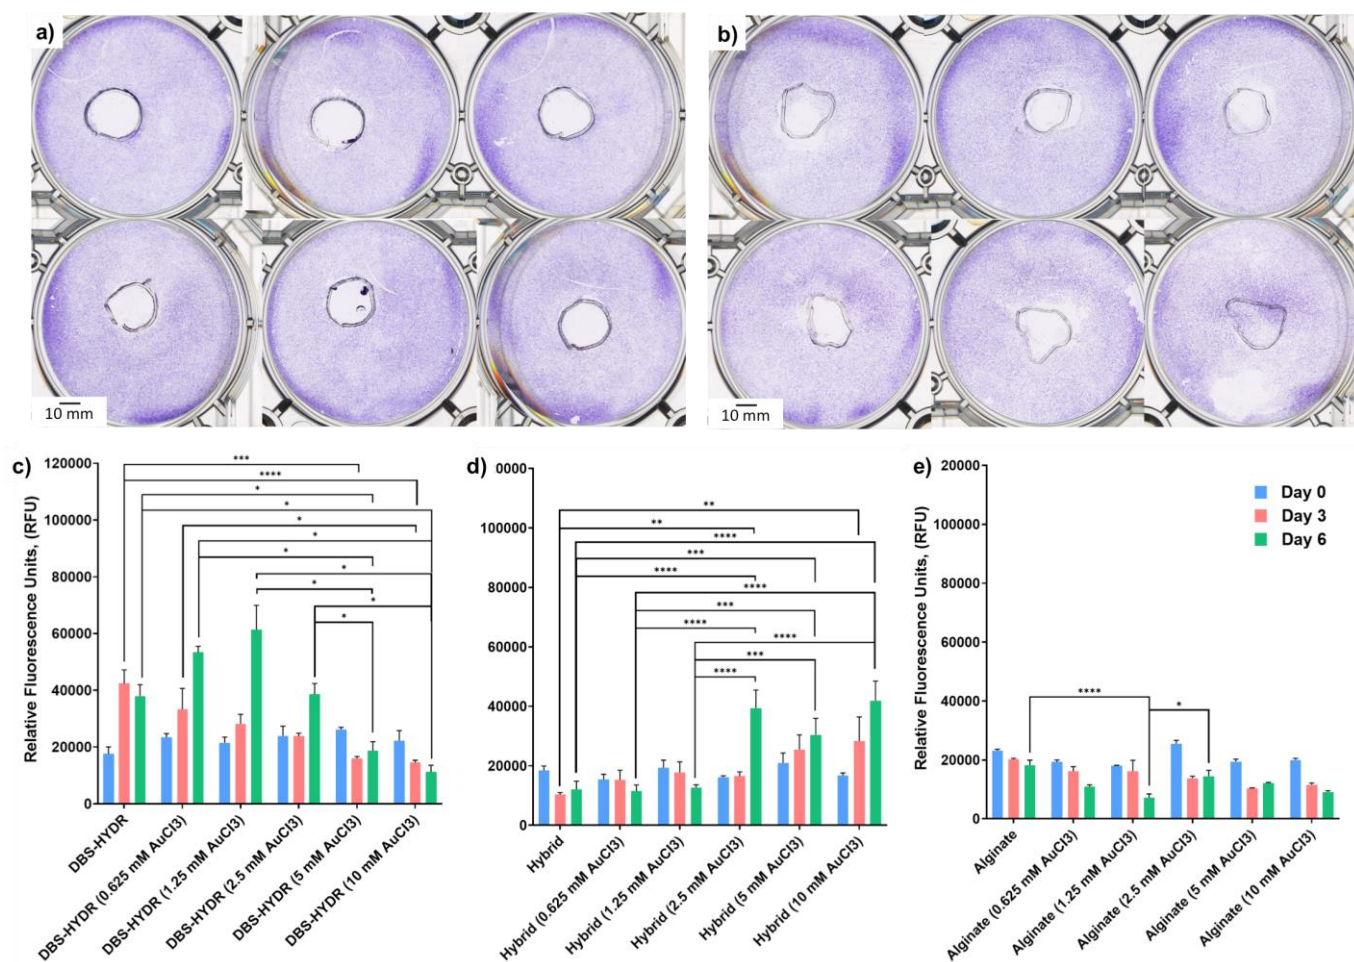 a)
b)
10 mm
10 mm
c)
Relative Fluorescence Units, (RFU)
120000
100000
80000
60000
40000
20000
0
***
****
*
*
*
*
*
*
*
*
*
DBS-HYDR
DBS-HYDR (0.625 mM AuCl3)
DBS-HYDR (1.25 mM AuCl3)
DBS-HYDR (2.5 mM AuCl3)
DBS-HYDR (5 mM AuCl3)
DBS-HYDR (10 mM AuCl3)
d)
0000
100000
80000
60000
40000
20000
0
**
**
****
***
****
****
***
****
****
***
****
Hybrid
Hybrid (0.625 mM AuCl3)
Hybrid (1.25 mM AuCl3)
Hybrid (2.5 mM AuCl3)
Hybrid (5 mM AuCl3)
Hybrid (10 mM AuCl3)
e)
Relative Fluorescence Units, (RFU)
20000
100000
80000
60000
40000
20000
0
Day 0
Day 3
Day 6
****
*
Alginate
Alginate (0.625 mM AuCl3)
Alginate (1.25 mM AuCl3)
Alginate (2.5 mM AuCl3)
Alginate (5 mM AuCl3)
Alginate (10 mM AuCl3)